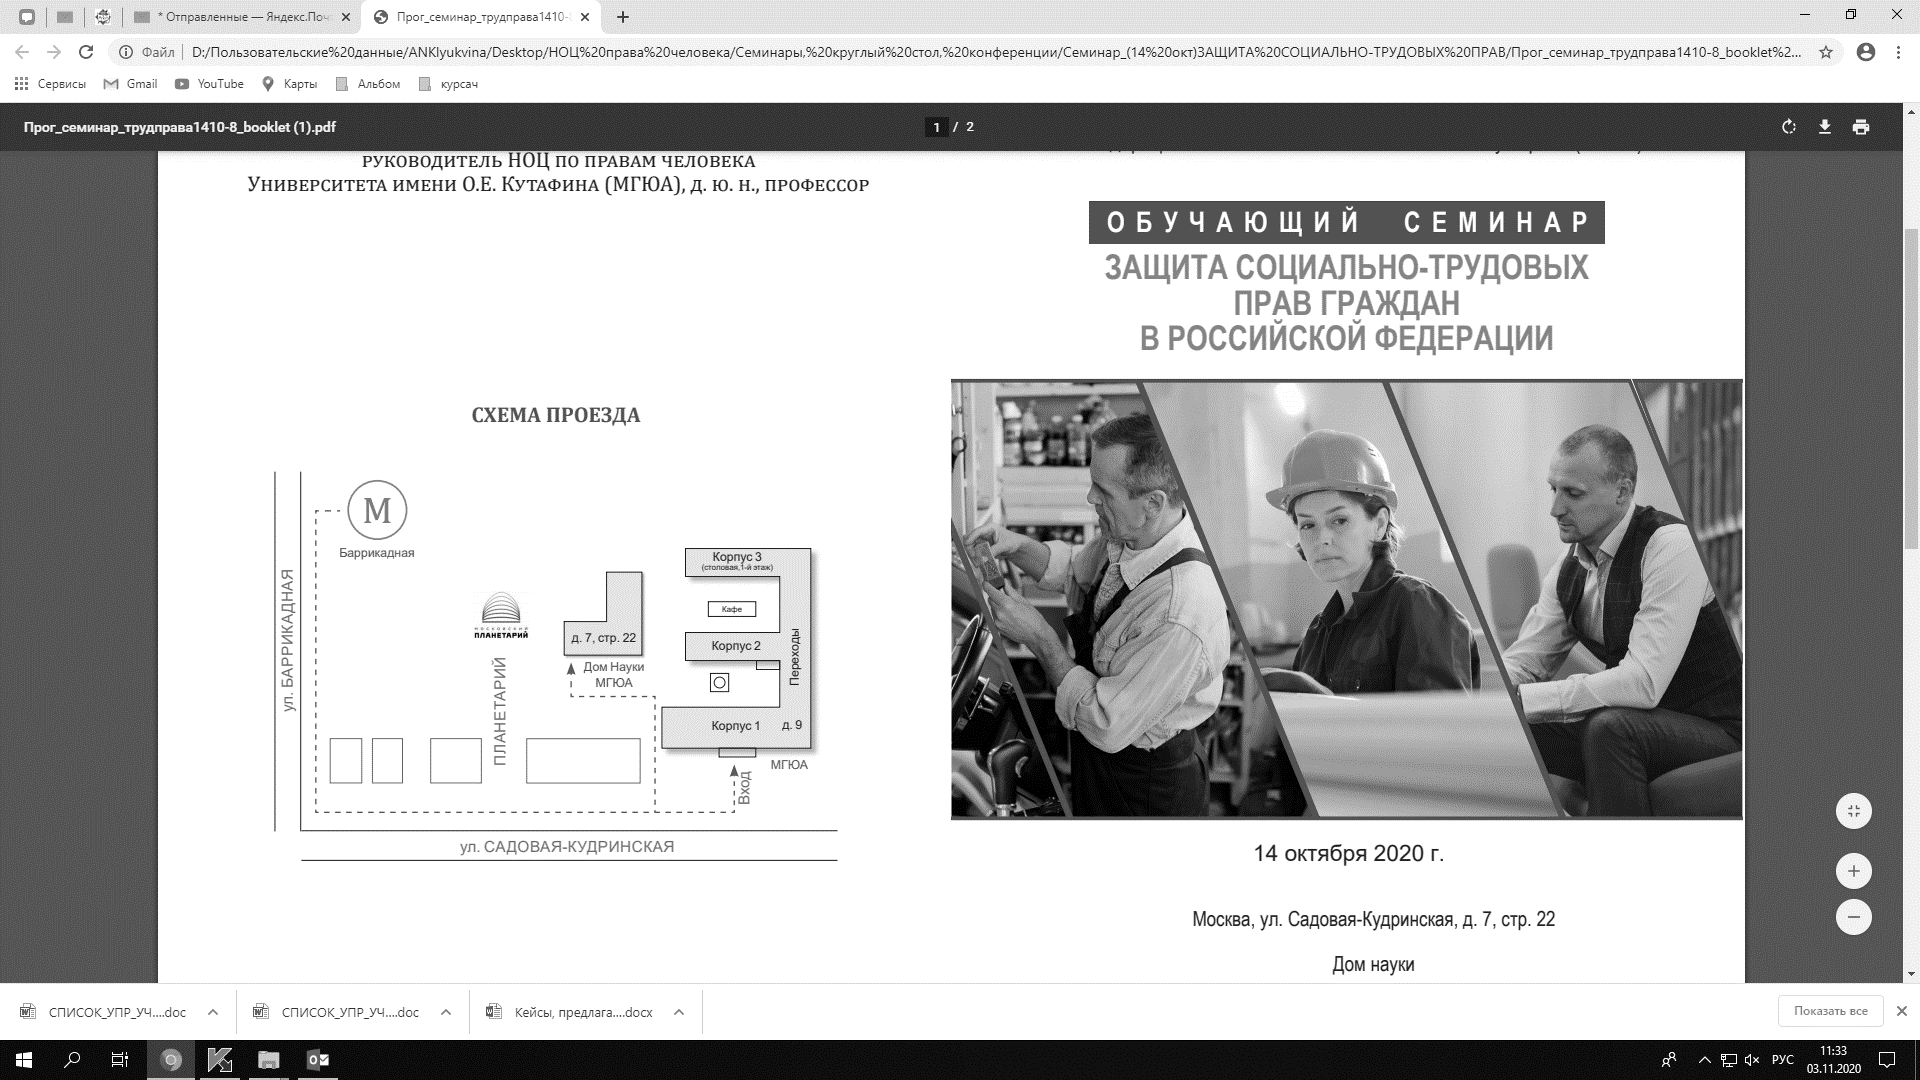 * Отправленные — Яндекс.Поч
Прог_семинар_трудправа1410-8
Файл
D:/Пользовательские%20данные/ANKlyukvina/Desktop/НОЦ%20права%20человека/Семинары,%20круглый%20стол,%20конференции/Семинар_(14%20окт)ЗАЩИТА%20СОЦИАЛЬНО-ТРУДОВЫХ%20ПРАВ/Прог_семинар_трудправа1410-8_booklet%2...
Сервисы
Gmail
YouTube
Карты
Альбом
курсач
Прог_семинар_трудправа1410-8_booklet (1).pdf
1 / 2
РУКОВОДИТЕЛЬ НОЦ ПО ПРАВАМ ЧЕЛОВЕКА
УНИВЕРСИТЕТА ИМЕНИ О.Е. КУТАФИНА (МГЮА), Д. Ю. Н., ПРОФЕССОР
СХЕМА ПРОЕЗДА
М
Баррикадная
ул. БАРРИКАДНАЯ
МОСКОВСКИЙ
ПЛАНЕТАРИЙ
ПЛАНЕТАРИЙ
д. 7, стр. 22
Дом Науки
МГЮА
Корпус 3
(столовая,1-й этаж)
Кафе
Корпус 2
Переходы
Корпус 1
д. 9
МГЮА
Вход
ул. САДОВАЯ-КУДРИНСКАЯ
ОБУЧАЮЩИЙ СЕМИНАР
ЗАЩИТА СОЦИАЛЬНО-ТРУДОВЫХ
ПРАВ ГРАЖДАН
В РОССИЙСКОЙ ФЕДЕРАЦИИ
14 октября 2020 г.
Москва, ул. Садовая-Кудринская, д. 7, стр. 22
Дом науки
СПИСОК_УПР_УЧ....doc
СПИСОК_УПР_УЧ....doc
Кейсы, предлага....docx
Показать все
РУС
11:33
03.11.2020